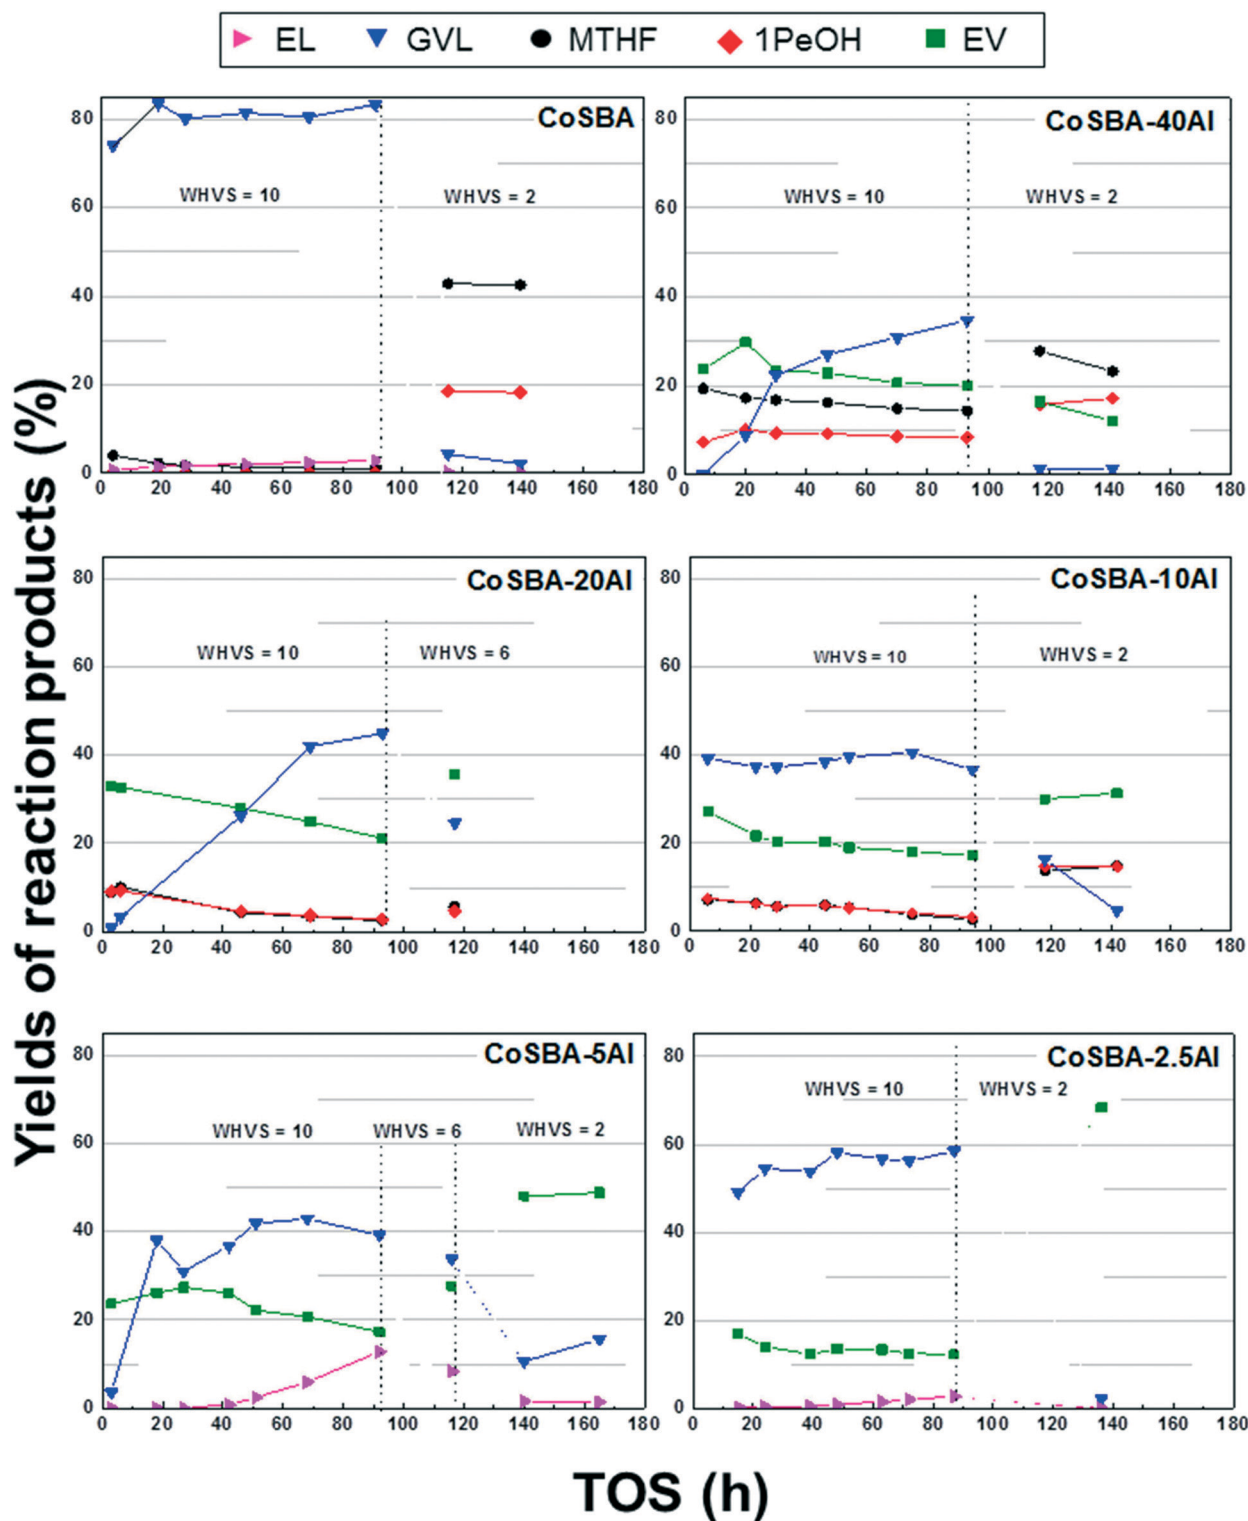 EL GVL MTHF 1PeOH EV
Yields of reaction products (%)
CoSBA
WHVS = 10 WHVS = 2
80
60
40
20
0
0 20 40 60 80 100 120 140 160 180
CoSBA-40Al
WHVS = 10 WHVS = 2
80
60
40
20
0
0 20 40 60 80 100 120 140 160 180
CoSBA-20Al
WHVS = 10 WHVS = 6
80
60
40
20
0
0 20 40 60 80 100 120 140 160 180
CoSBA-10Al
WHVS = 10 WHVS = 2
80
60
40
20
0
0 20 40 60 80 100 120 140 160 180
CoSBA-5Al
WHVS = 10 WHVS = 6 WHVS = 2
80
60
40
20
0
0 20 40 60 80 100 120 140 160 180
CoSBA-2.5Al
WHVS = 10 WHVS = 2
80
60
40
20
0
0 20 40 60 80 100 120 140 160 180
TOS (h)